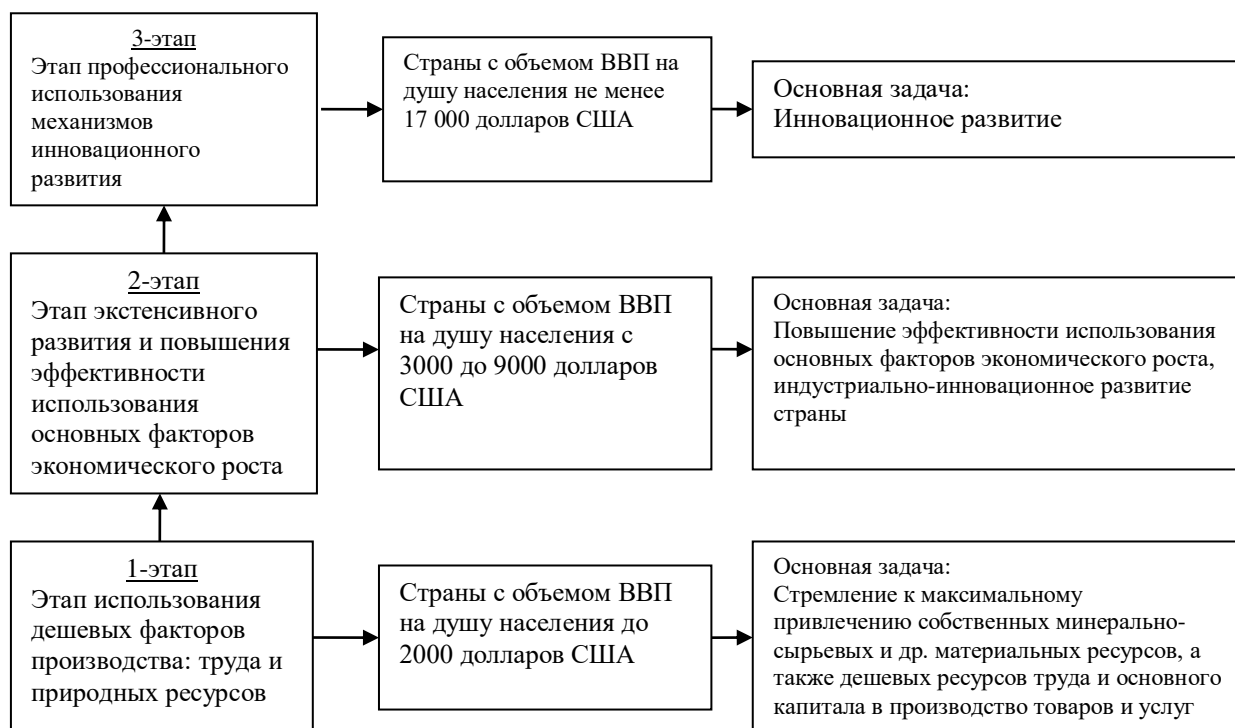 3-этап
Этап профессионального
использования
механизмов
инновационного
развития
Страны с объемом ВВП на
душу населения не менее
17 000 долларов США
Основная задача:
Инновационное развитие
2-этап
Этап экстенсивного
развития и повышения
эффективности
использования
основных факторов
экономического роста
Страны с объемом ВВП
на душу населения с
3000 до 9000 долларов
США
Основная задача:
Повышение эффективности использования
основных факторов экономического роста,
индустриально-инновационное развитие
страны
1-этап
Этап использования
дешевых факторов
производства: труда и
природных ресурсов
Страны с объемом ВВП
на душу населения до
2000 долларов США
Основная задача:
Стремление к максимальному
привлечению собственных минерально-
сырьевых и др. материальных ресурсов, а
также дешевых ресурсов труда и основного
капитала в производство товаров и услуг